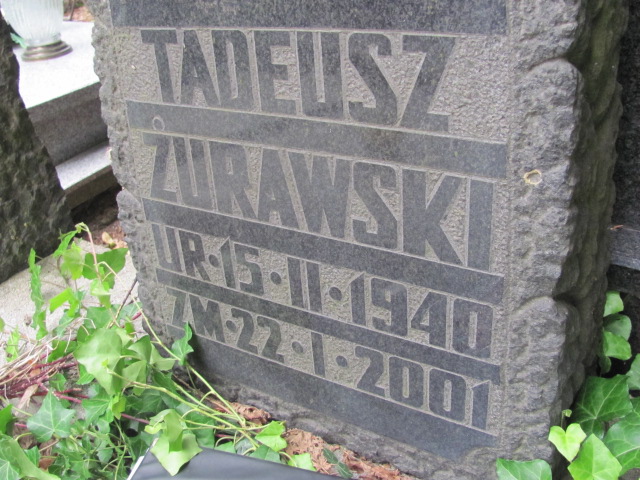 TADEUSZ
ŻURAWSKI
UR·15·II·1940
ZM·22·I·2001